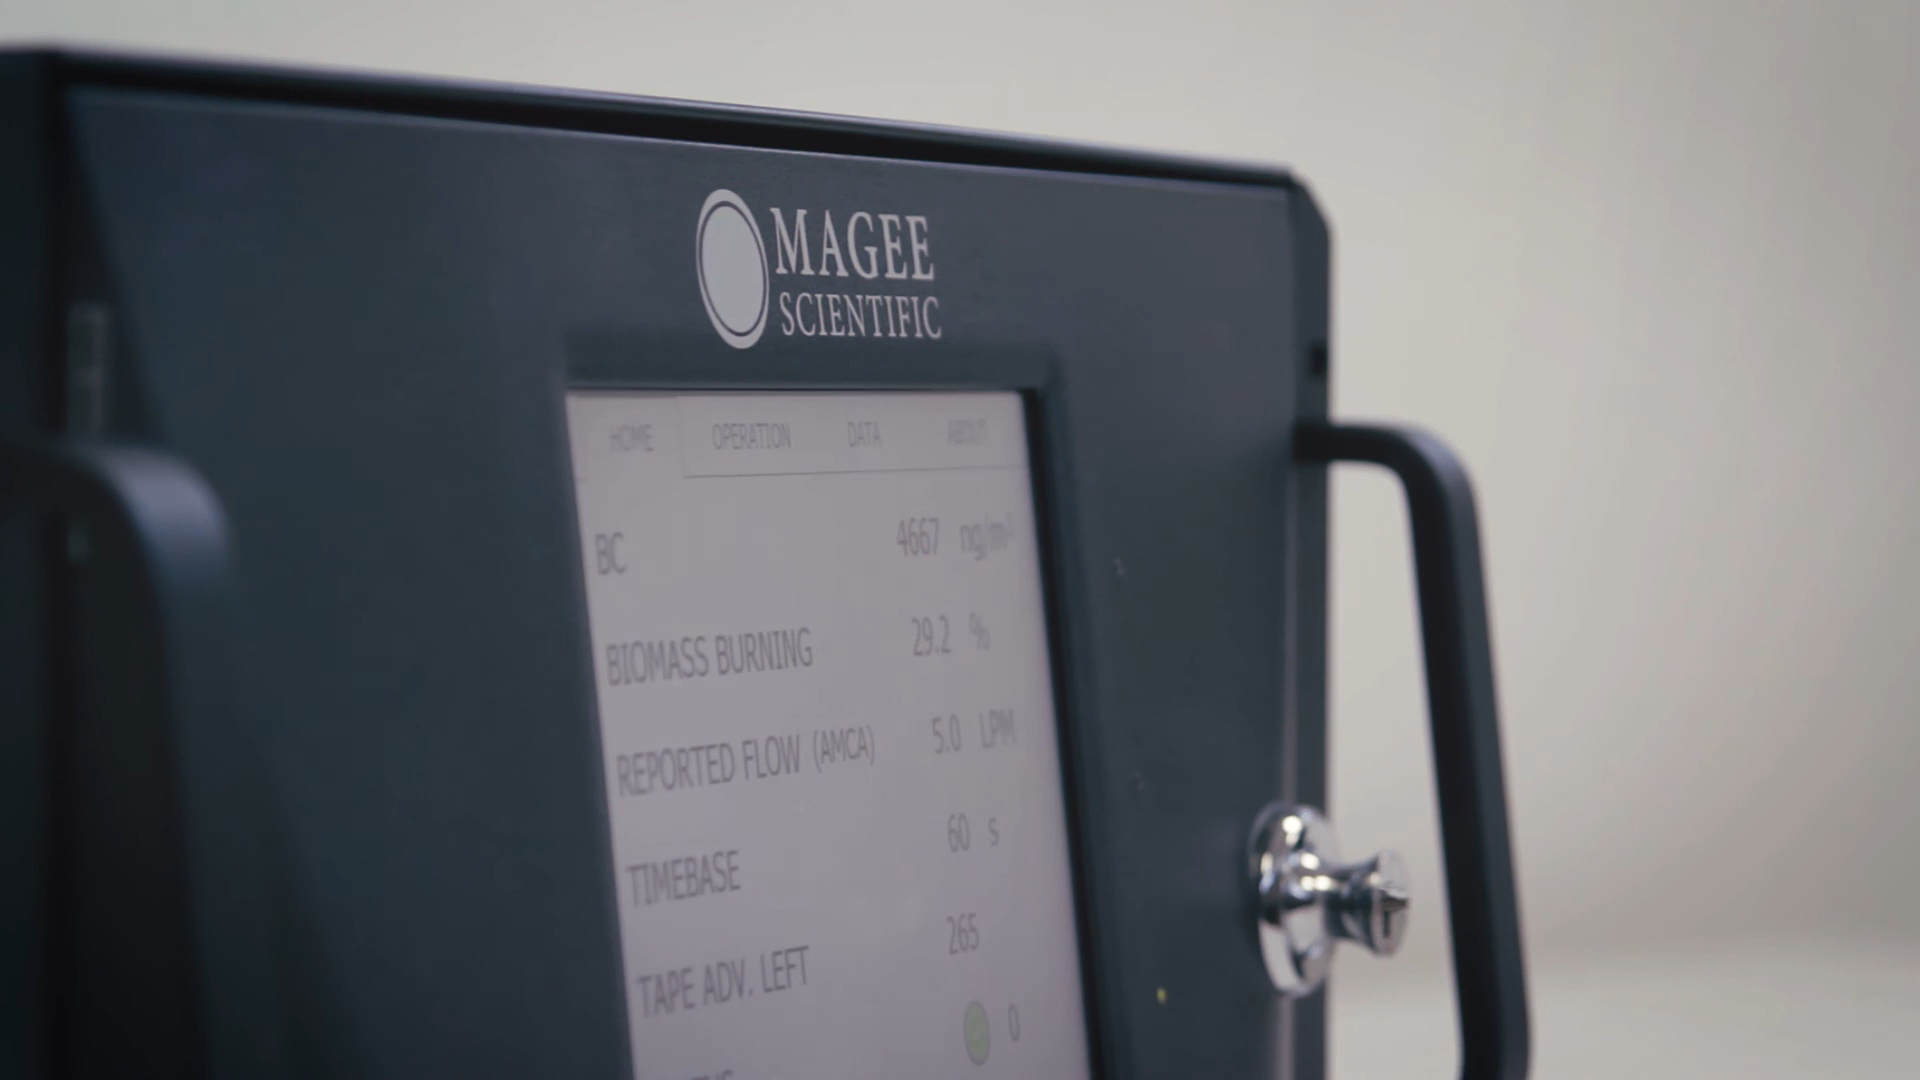 MAGEE
SCIENTIFIC
HOME OPERATION DATA ABOUT
BC 4667 ng/m³
BIOMASS BURNING 29.2 %
REPORTED FLOW (AMCA) 5.0 LPM
TIMEBASE 60 s
TAPE ADV. LEFT 265
0